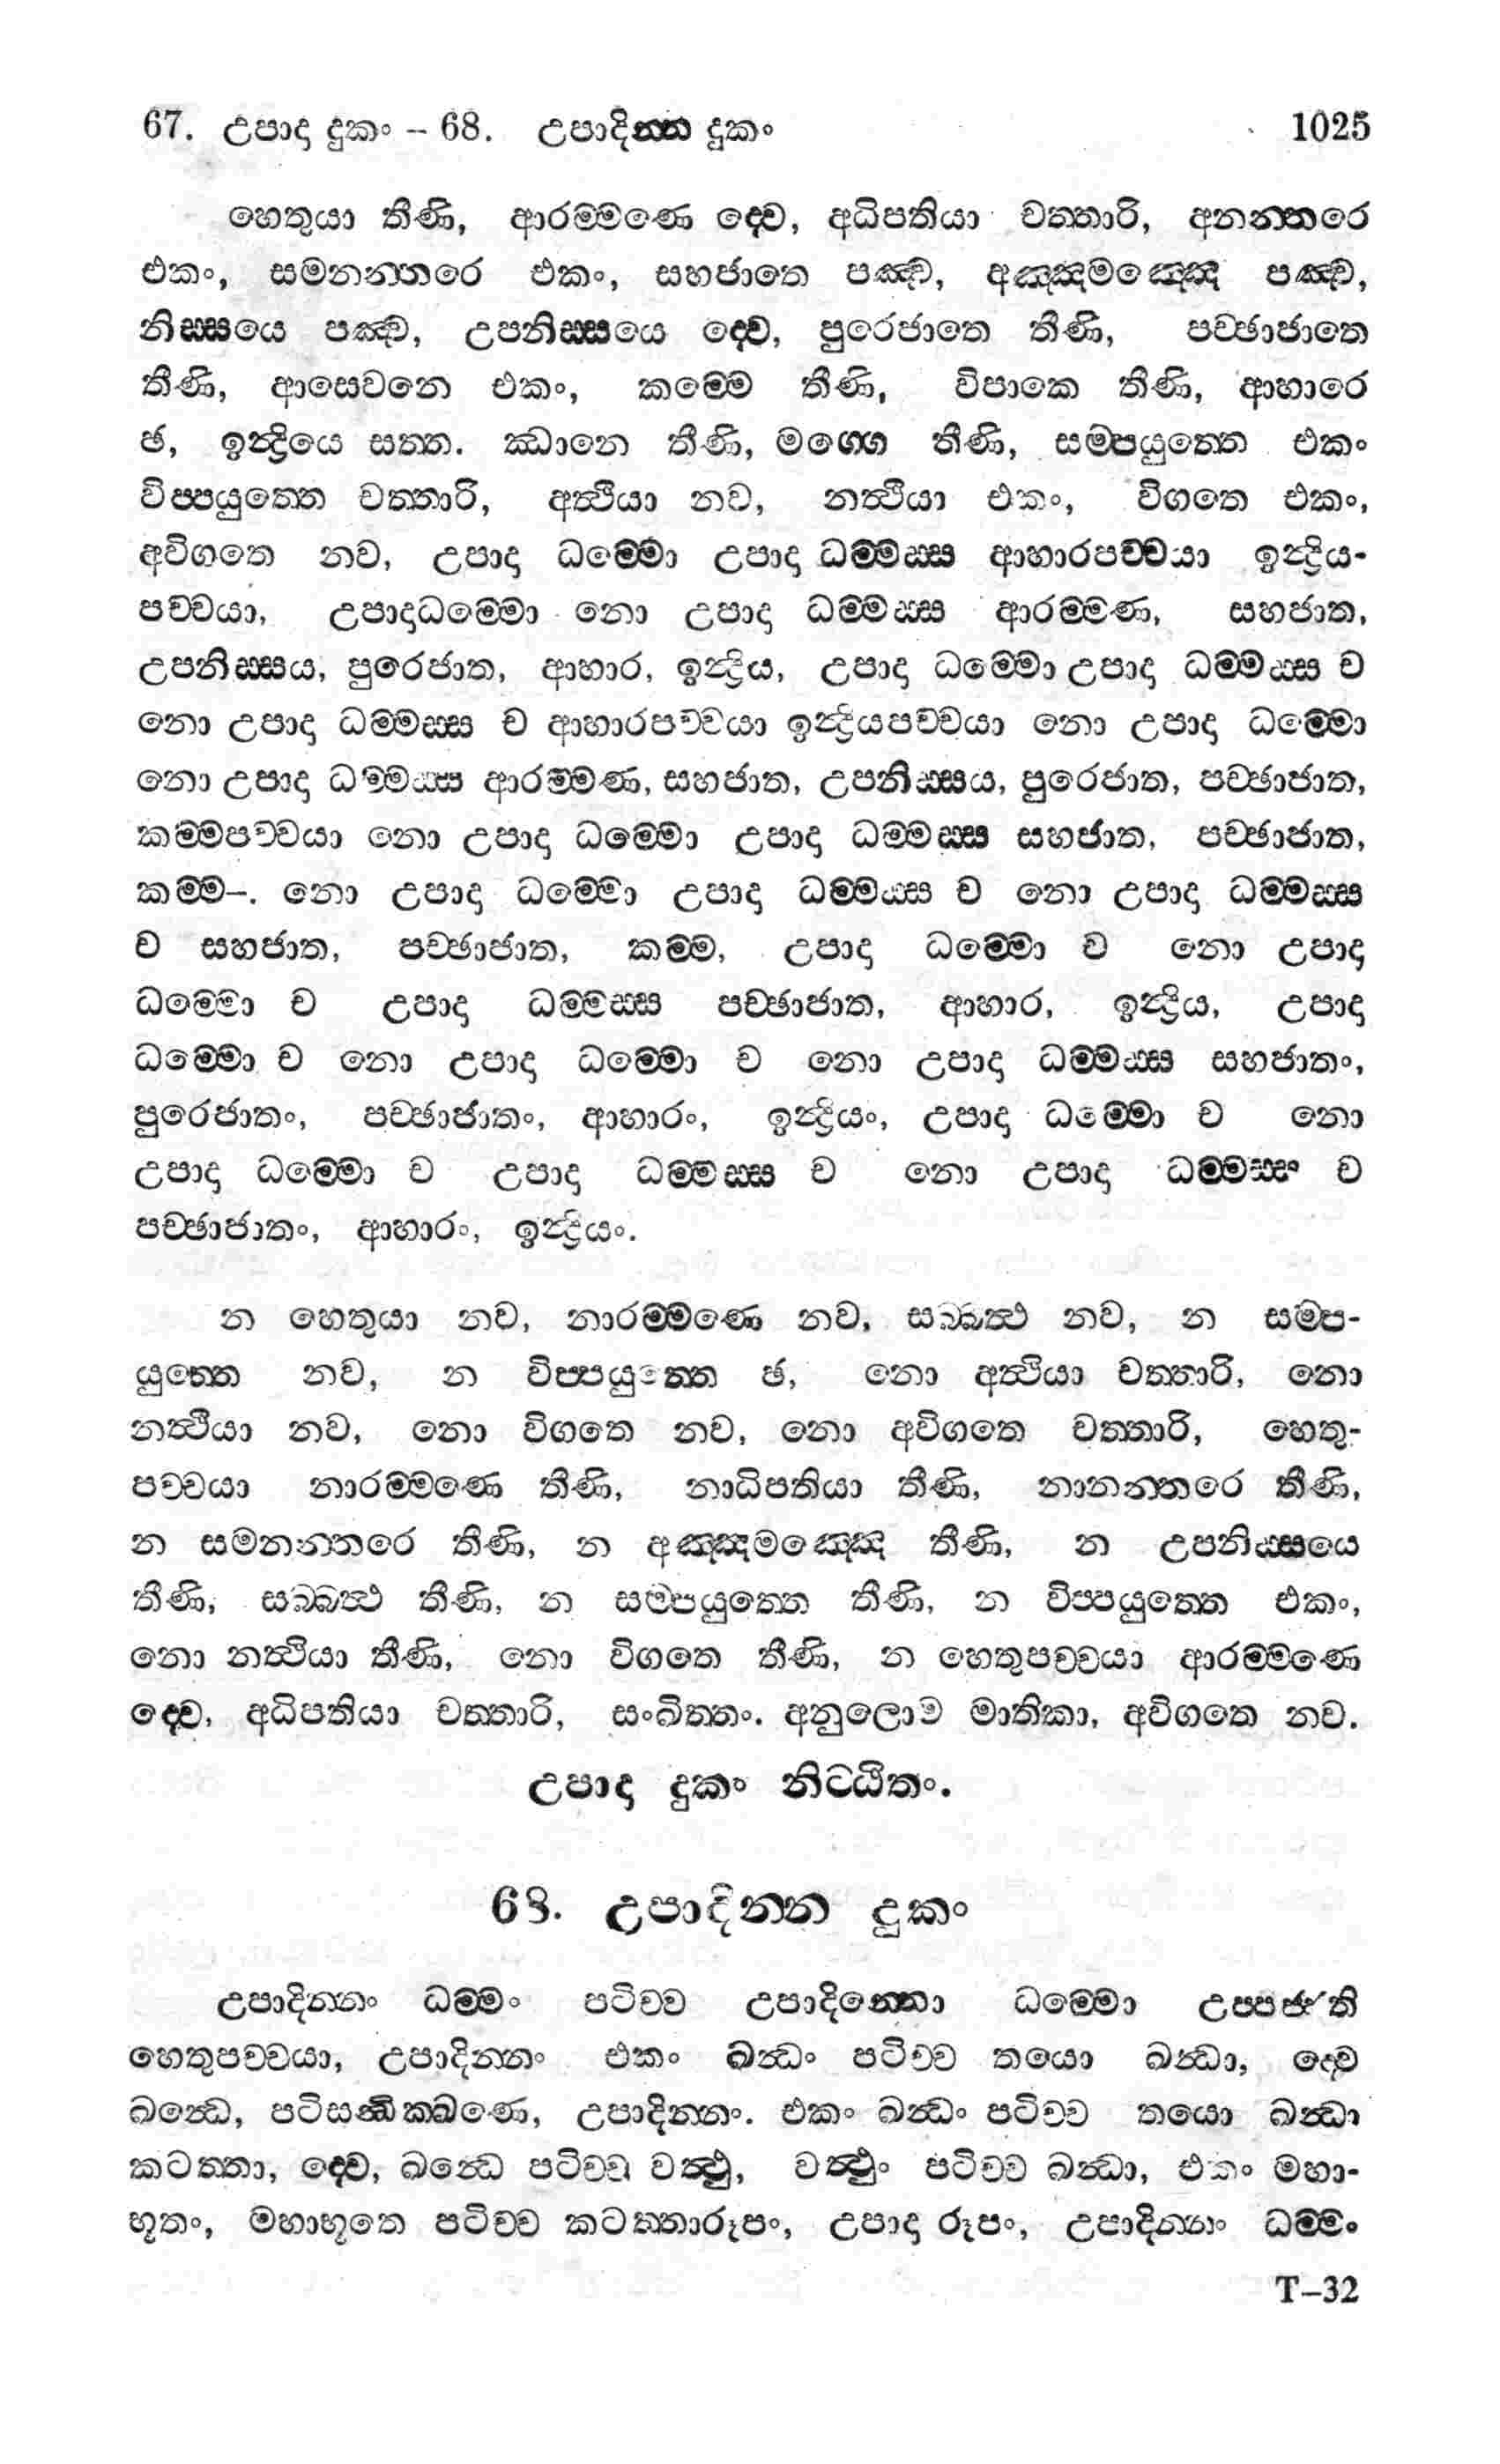 67. උපාදා දුකං – 68. උපාදින්න දුකං 1025
හෙතුයා තීණි, ආරම්මණෙ ද්වෙ, අධිපතියා චත්තාරි, අනන්තරෙ
එකං, සමනන්තරෙ එකං, සහජාතෙ පඤ්ච, අඤ්ඤමඤ්ඤෙ පඤ්ච,
නිස්සයෙ පඤ්ච, උපනිස්සයෙ ද්වෙ, පුරෙජාතෙ තීණි, පච්ඡාජාතෙ
තීණි, ආසෙවනෙ එකං, කම්මෙ තීණි, විපාකෙ තීණි, ආහාරෙ
ඡ, ඉන්ද්‍රියෙ සත්ත. ඣානෙ තීණි, මග්ගෙ තීණි, සම්පයුත්තෙ එකං
විප්පයුත්තෙ චත්තාරි, අත්ථියා නව, නත්ථියා එකං, විගතෙ එකං,
අවිගතෙ නව, උපාදා ධම්මො උපාදා ධම්මස්ස ආහාරපච්චයා ඉන්ද්‍රිය-
පච්චයා, උපාදාධම්මො නො උපාදා ධම්මස්ස ආරම්මණ, සහජාත,
උපනිස්සය, පුරෙජාත, ආහාර, ඉන්ද්‍රිය, උපාදා ධම්මො උපාදා ධම්මස්ස ච
නො උපාදා ධම්මස්ස ච ආහාරපච්චයා ඉන්ද්‍රියපච්චයා නො උපාදා ධම්මො
නො උපාදා ධම්මස්ස ආරම්මණ, සහජාත, උපනිස්සය, පුරෙජාත, පච්ඡාජාත,
කම්මපච්චයා නො උපාදා ධම්මො උපාදා ධම්මස්ස සහජාත, පච්ඡාජාත,
කම්ම–. නො උපාදා ධම්මො උපාදා ධම්මස්ස ච නො උපාදා ධම්මස්ස
ච සහජාත, පච්ඡාජාත, කම්ම, උපාදා ධම්මො ච නො උපාදා
ධම්මො ච උපාදා ධම්මස්ස පච්ඡාජාත, ආහාර, ඉන්ද්‍රිය, උපාදා
ධම්මො ච නො උපාදා ධම්මො ච නො උපාදා ධම්මස්ස සහජාතං,
පුරෙජාතං, පච්ඡාජාතං, ආහාරං, ඉන්ද්‍රියං, උපාදා ධම්මො ච නො
උපාදා ධම්මො ච උපාදා ධම්මස්ස ච නො උපාදා ධම්මස්ස ච
පච්ඡාජාතං, ආහාරං, ඉන්ද්‍රියං.
න හෙතුයා නව, නාරම්මණෙ නව, සබ්බත්ථ නව, න සම්ප-
යුත්තෙ නව, න විප්පයුත්තෙ ඡ, නො අත්ථියා චත්තාරි, නො
නත්ථියා නව, නො විගතෙ නව, නො අවිගතෙ චත්තාරි, හෙතු-
පච්චයා නාරම්මණෙ තීණි, නාධිපතියා තීණි, නානන්තරෙ තීණි,
න සමනන්තරෙ තීණි, න අඤ්ඤමඤ්ඤෙ තීණි, න උපනිස්සයෙ
තීණි, සබ්බත්ථ තීණි, න සම්පයුත්තෙ තීණි, න විප්පයුත්තෙ එකං,
නො නත්ථියා තීණි, නො විගතෙ තීණි, න හෙතුපච්චයා ආරම්මණෙ
ද්වෙ, අධිපතියා චත්තාරි, සංඛිත්තං. අනුලොම මාතිකා, අවිගතෙ නව.
උපාදා දුකං නිට්ඨිතං.
68. උපාදින්න දුකං
උපාදින්නං ධම්මං පටිච්ච උපාදින්නො ධම්මො උප්පජ්ජති
හෙතුපච්චයා, උපාදින්නං එකං ඛන්ධං පටිච්ච තයො ඛන්ධා, ද්වෙ
ඛන්ධෙ, පටිසන්ධික්ඛණෙ, උපාදින්නං. එකං ඛන්ධං පටිච්ච තයො ඛන්ධා
කටත්තා, ද්වෙ, ඛන්ධෙ පටිච්ච වත්ථු, වත්ථුං පටිච්ච ඛන්ධා, එකං මහා-
භූතං, මහාභූතෙ පටිච්ච කටත්තාරූපං, උපාදා රූපං, උපාදින්නං ධම්මං
T–32